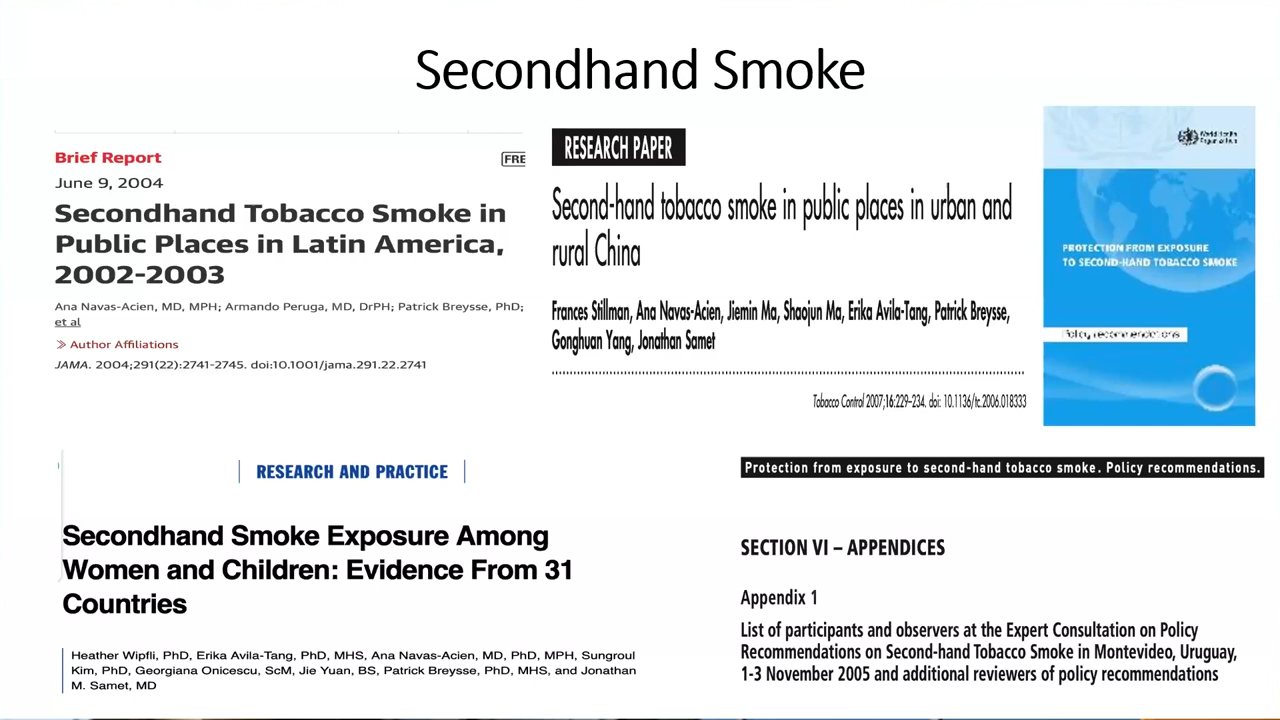 Secondhand Smoke
Brief Report
FRE
June 9, 2004
Secondhand Tobacco Smoke in
Public Places in Latin America,
2002-2003
Ana Navas-Acien, MD, MPH; Armando Peruga, MD, DrPH; Patrick Breysse, PhD;
et al
≫ Author Affiliations
JAMA. 2004;291(22):2741-2745. doi:10.1001/jama.291.22.2741
RESEARCH PAPER
Second-hand tobacco smoke in public places in urban and
rural China
Frances Stillman, Ana Navas-Acien, Jiemin Ma, Shaojun Ma, Erika Avila-Tang, Patrick Breysse,
Gonghuan Yang, Jonathan Samet
Tobacco Control 2007;16:229–234. doi: 10.1136/tc.2006.018333
World Health
Organization
PROTECTION FROM EXPOSURE
TO SECOND-HAND TOBACCO SMOKE
Policy recommendations
RESEARCH AND PRACTICE
Secondhand Smoke Exposure Among
Women and Children: Evidence From 31
Countries
Heather Wipfli, PhD, Erika Avila-Tang, PhD, MHS, Ana Navas-Acien, MD, PhD, MPH, Sungroul
Kim, PhD, Georgiana Onicescu, ScM, Jie Yuan, BS, Patrick Breysse, PhD, MHS, and Jonathan
M. Samet, MD
Protection from exposure to second-hand tobacco smoke. Policy recommendations.
SECTION VI – APPENDICES
Appendix 1
List of participants and observers at the Expert Consultation on Policy
Recommendations on Second-hand Tobacco Smoke in Montevideo, Uruguay,
1-3 November 2005 and additional reviewers of policy recommendations